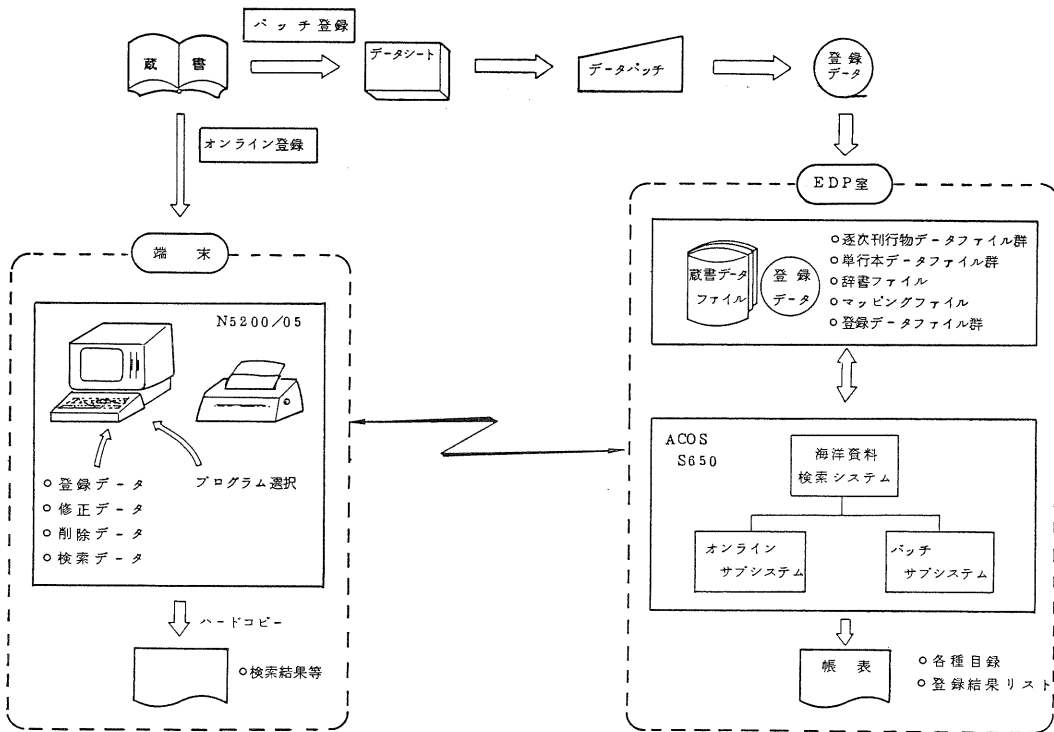 バッチ登録
蔵書
データシート
データパッチ
登録
データ
オンライン登録
端末
N5200/05
登録データ
修正データ
削除データ
検索データ
プログラム選択
ハードコピー
検索結果等
EDP室
蔵書データ
ファイル
登録
データ
逐次刊行物データファイル群
単行本データファイル群
辞書ファイル
マッピングファイル
登録データファイル群
ACOS
S650
海洋資料
検索システム
オンライン
サブシステム
バッチ
サブシステム
帳表
各種目録
登録結果リスト